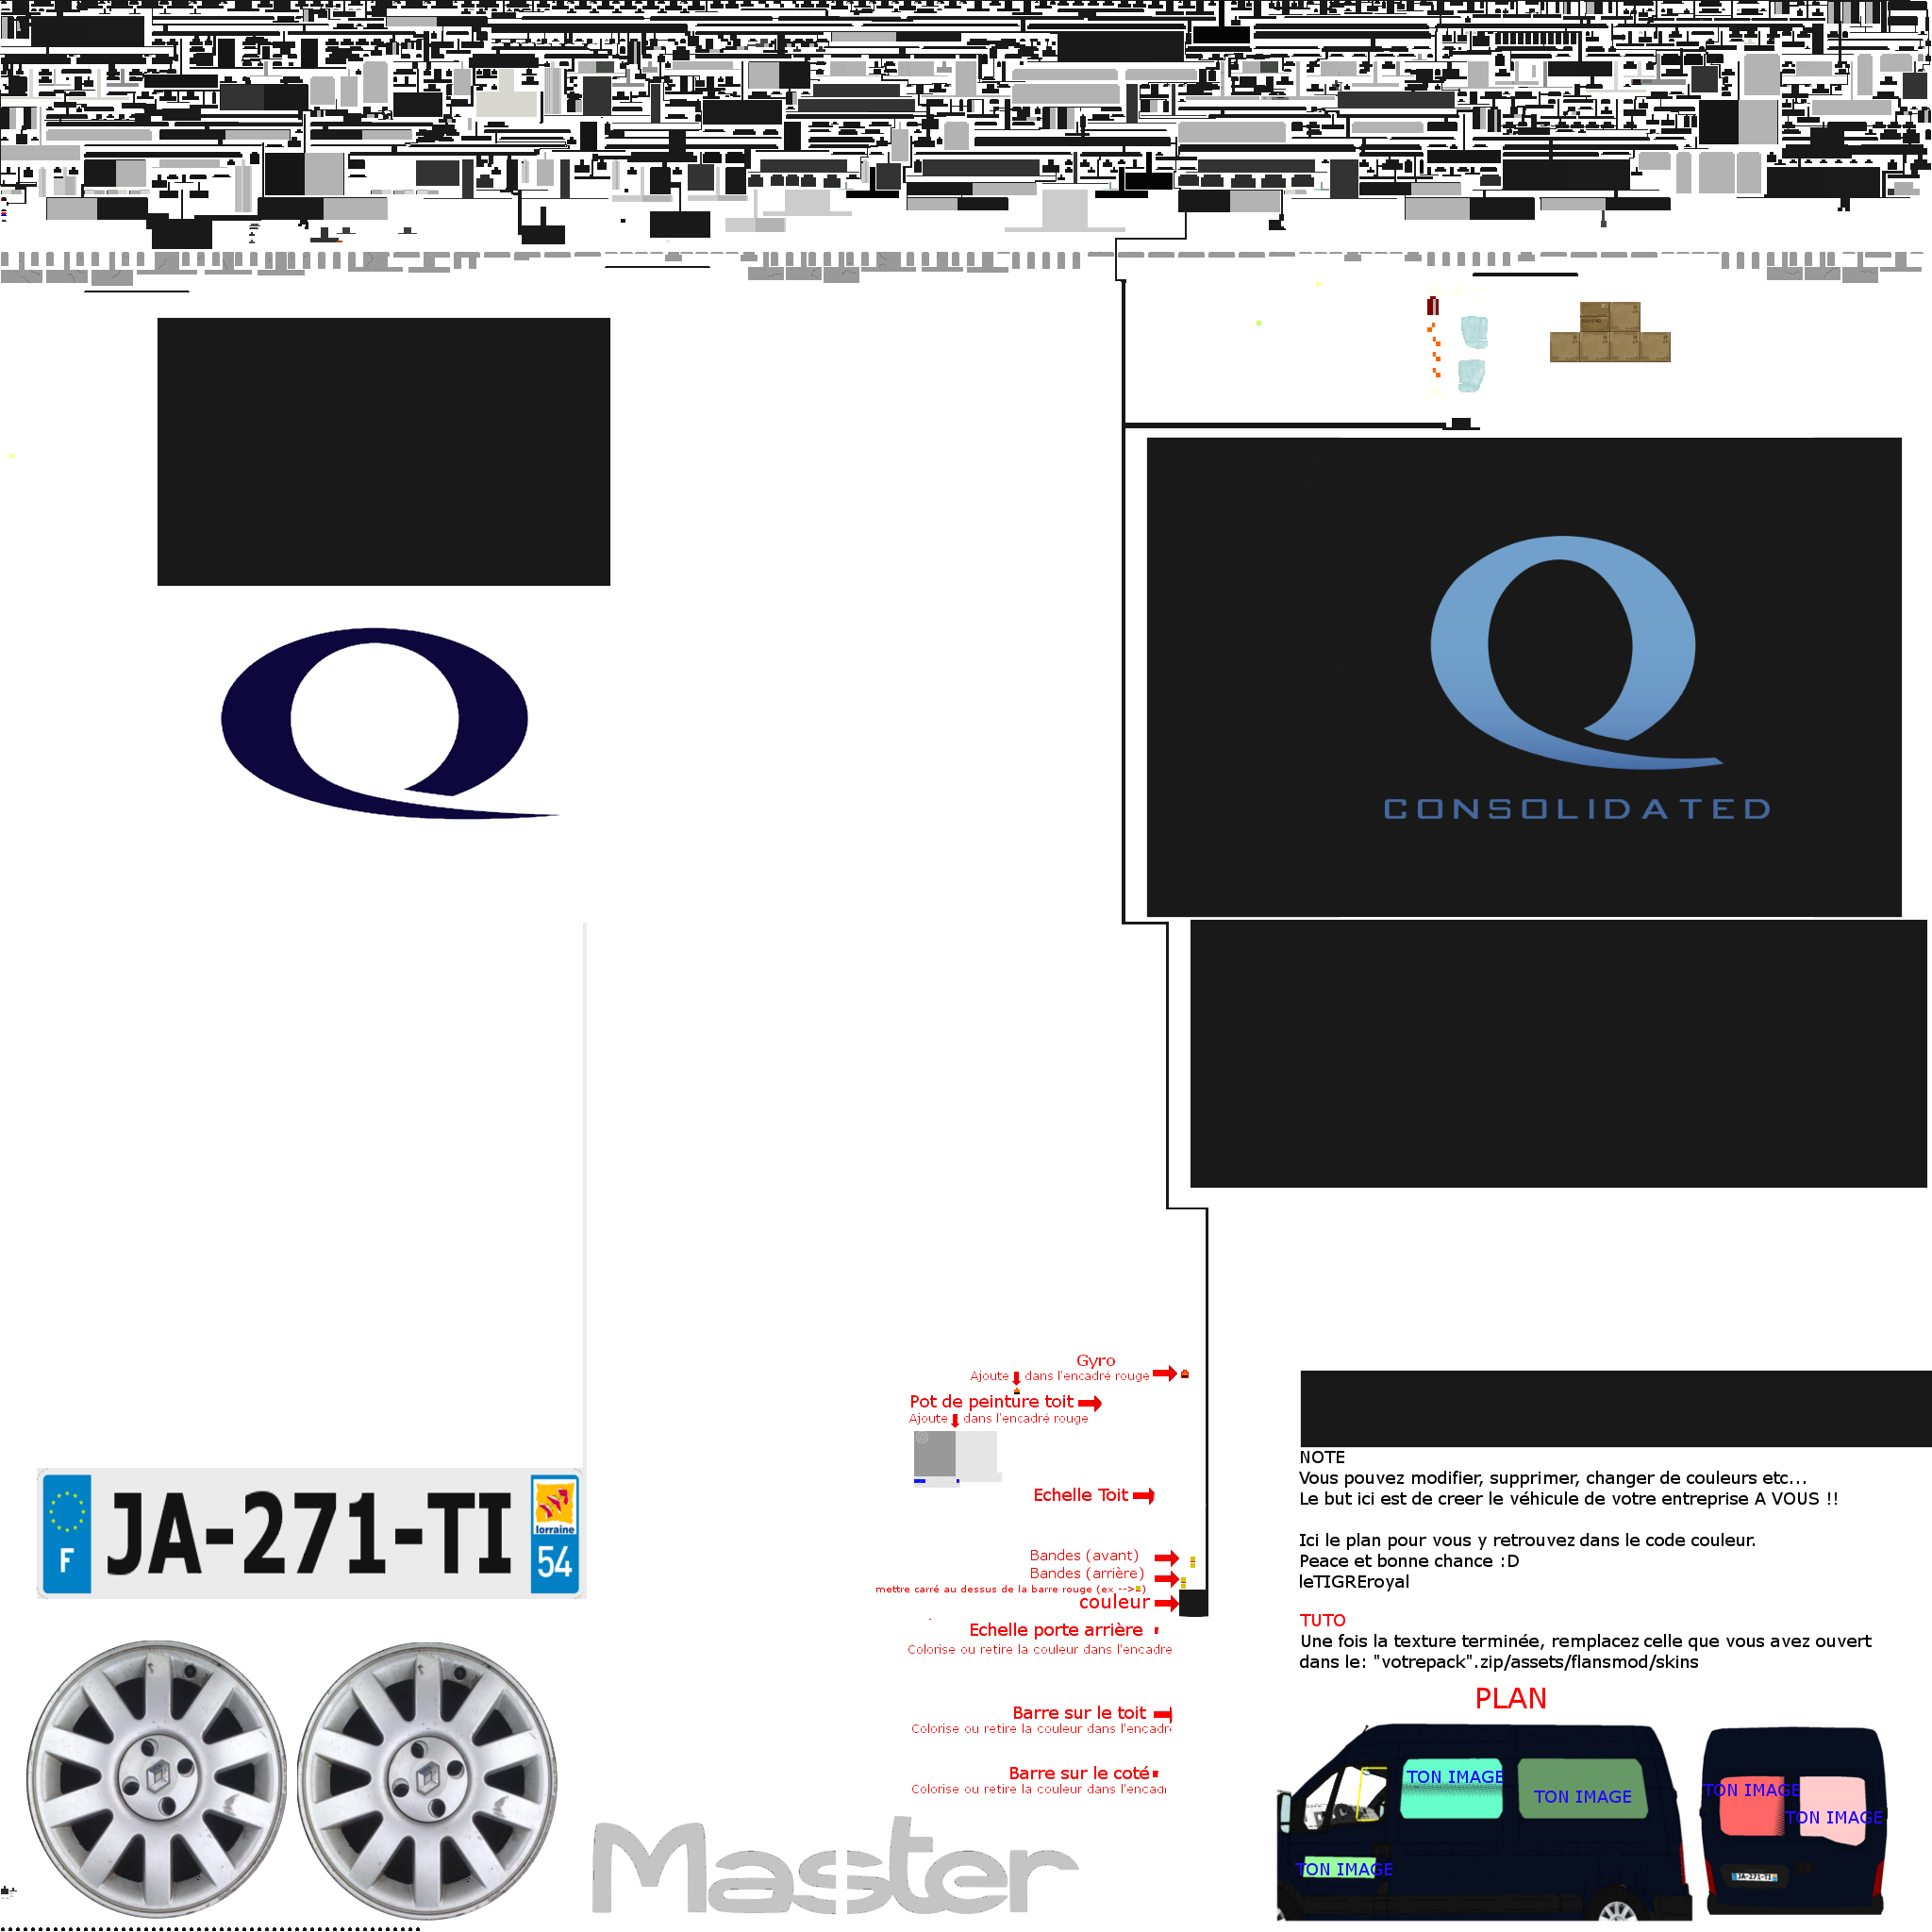 CONSOLIDATED
Gyro
Ajoute dans l'encadré rouge
Pot de peinture toit
Ajoute dans l'encadré rouge
Echelle Toit
Bandes (avant)
Bandes (arrière)
mettre carré au dessus de la barre rouge (ex --> )
couleur
Echelle porte arrière
Colorise ou retire la couleur dans l'encadre
Barre sur le toit
Colorise ou retire la couleur dans l'encadr
Barre sur le coté
Colorise ou retire la couleur dans l'encadr
F
JA-271-TI
lorraine
54
Master
NOTE
Vous pouvez modifier, supprimer, changer de couleurs etc...
Le but ici est de creer le véhicule de votre entreprise A VOUS !!
Ici le plan pour vous y retrouvez dans le code couleur.
Peace et bonne chance :D
leTIGREroyal
TUTO
Une fois la texture terminée, remplacez celle que vous avez ouvert
dans le: "votrepack".zip/assets/flansmod/skins
PLAN
TON IMAGE
TON IMAGE
TON IMAGE
TON IMAGE
TON IMAGE
JA-271-TI